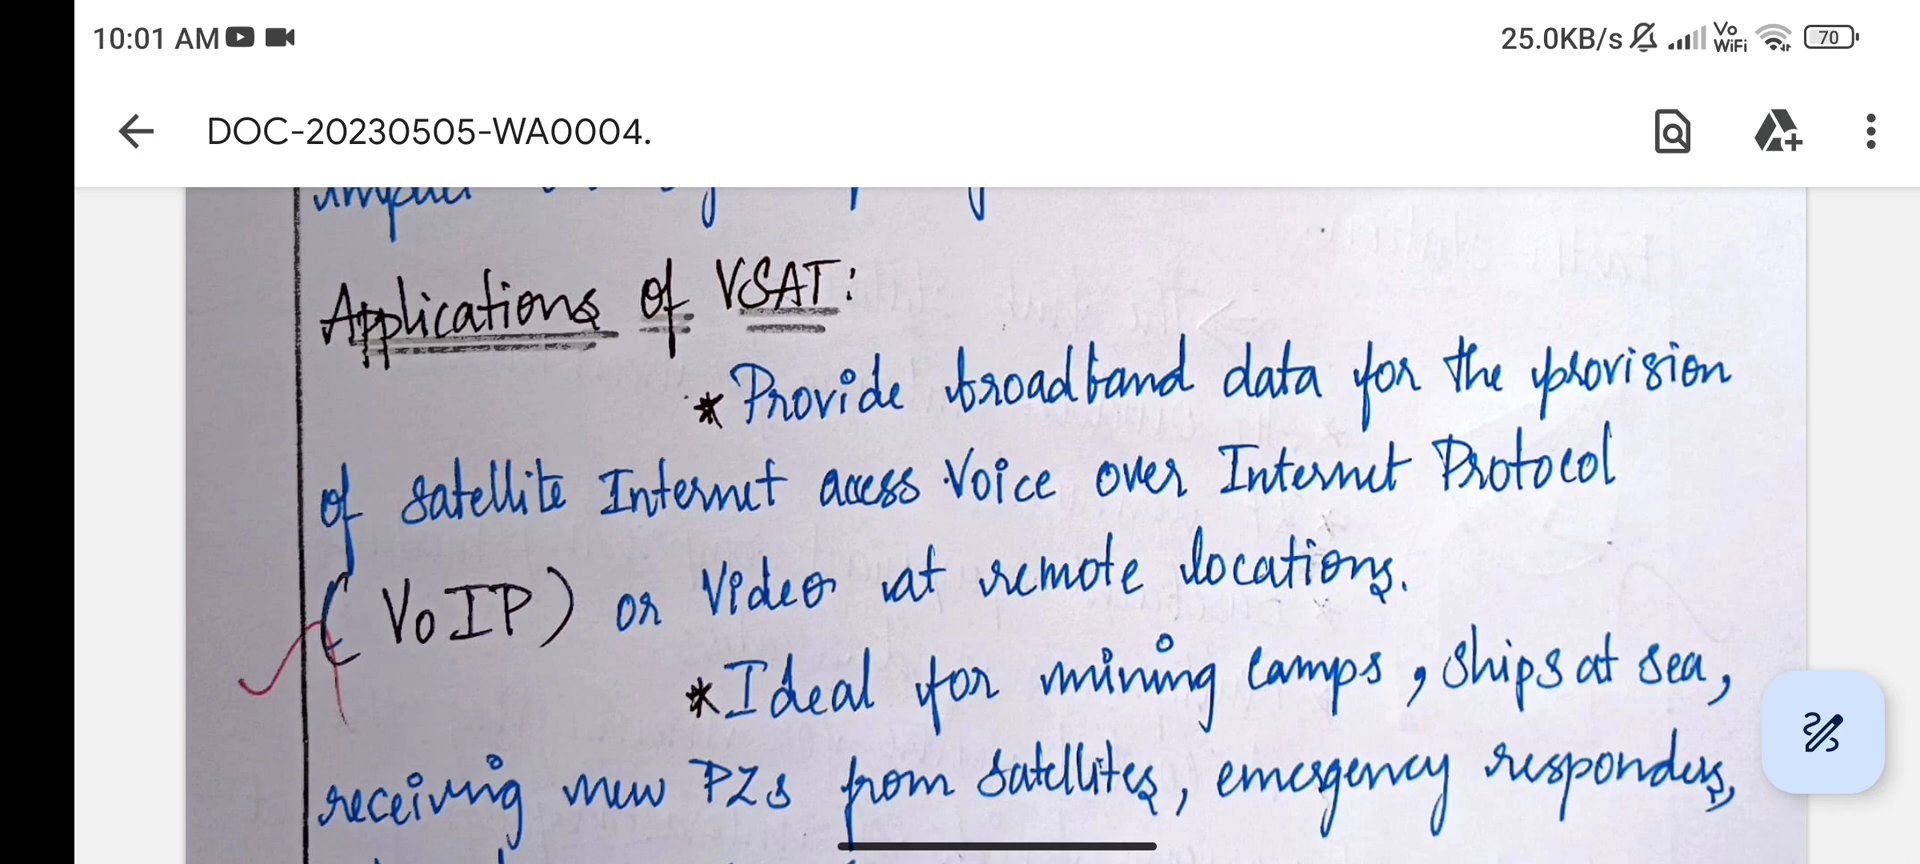 10:01 AM
25.0KB/s Vo WiFi 70
DOC-20230505-WA0004.
Applications of VSAT:
* Provide broadband data for the provision
of satellite Internet access Voice over Internet Protocol
( VoIP) or Video at remote locations.
* Ideal for mining camps, ships at sea,
receiving new PZs from satellites, emergency responders,